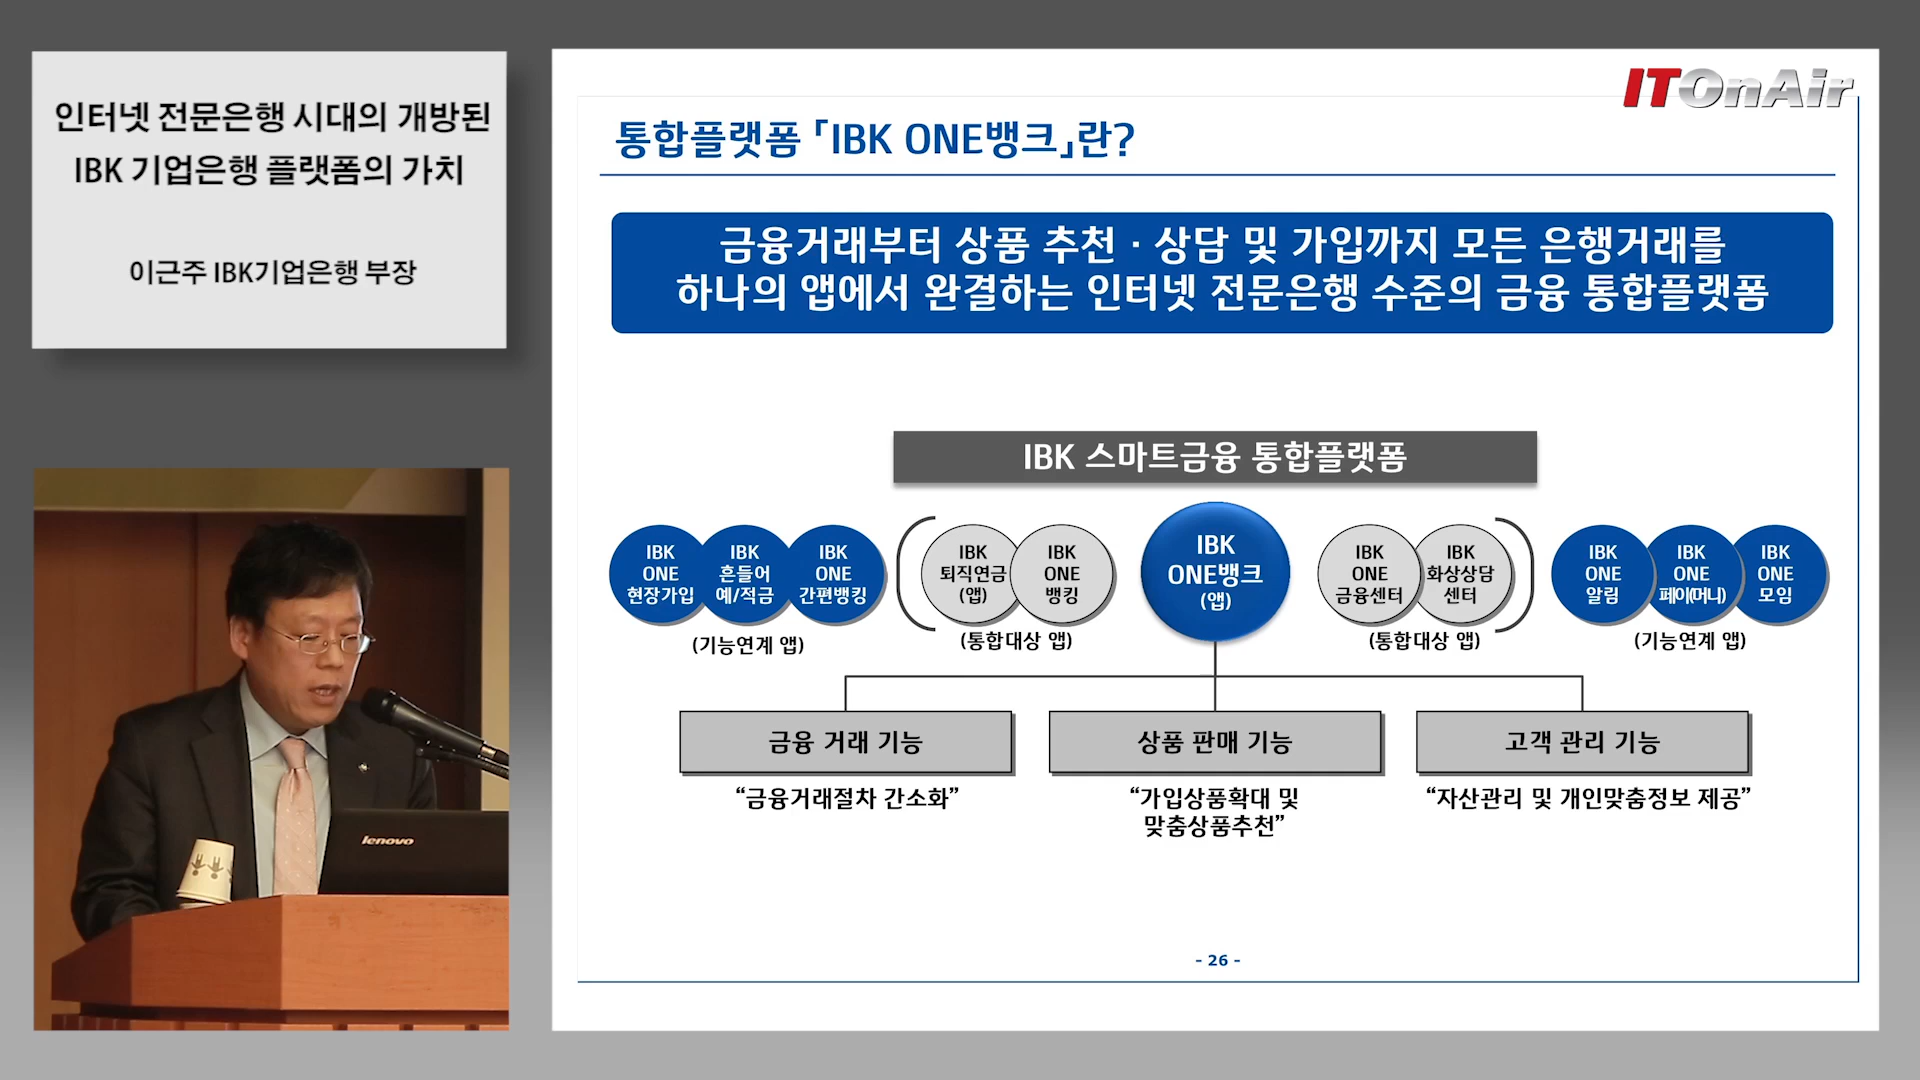 인터넷 전문은행 시대의 개방된
IBK 기업은행 플랫폼의 가치
이근주 IBK기업은행 부장
lenovo
ITOnAir
통합플랫폼 「IBK ONE뱅크」란?
금융거래부터 상품 추천 · 상담 및 가입까지 모든 은행거래를
하나의 앱에서 완결하는 인터넷 전문은행 수준의 금융 통합플랫폼
IBK 스마트금융 통합플랫폼
IBK
ONE
현장가입
IBK
흔들어
예/적금
IBK
ONE
간편뱅킹
(기능연계 앱)
IBK
퇴직연금
(앱)
IBK
ONE
뱅킹
(통합대상 앱)
IBK
ONE뱅크
(앱)
IBK
ONE
금융센터
IBK
화상상담
센터
(통합대상 앱)
IBK
ONE
알림
IBK
ONE
페이(머니)
IBK
ONE
모임
(기능연계 앱)
금융 거래 기능
“금융거래절차 간소화”
상품 판매 기능
“가입상품확대 및
맞춤상품추천”
고객 관리 기능
“자산관리 및 개인맞춤정보 제공”
- 26 -